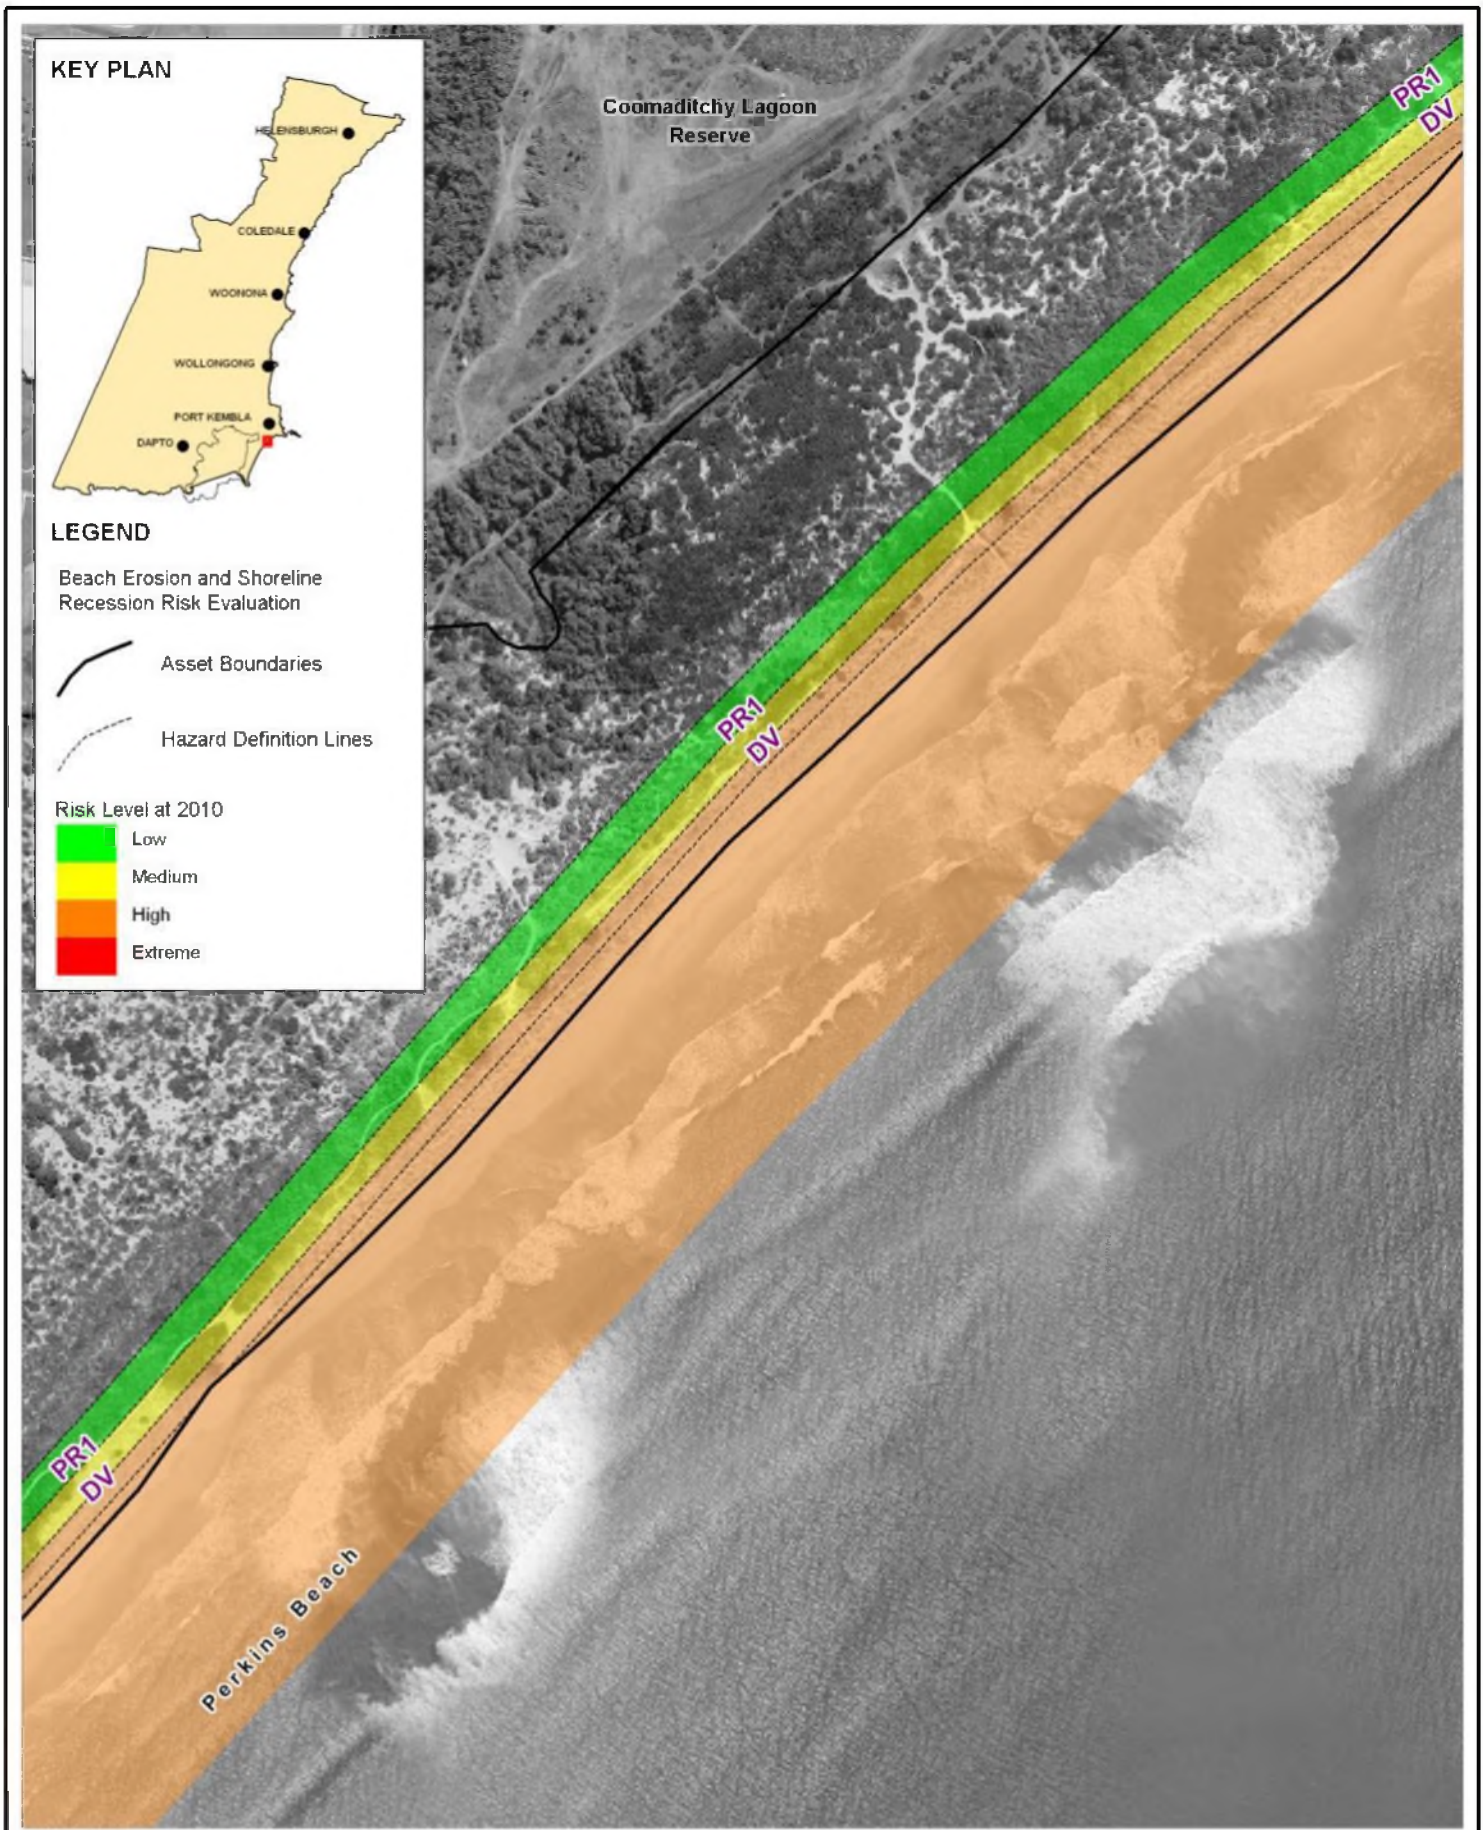 KEY PLAN
HELENSBURGH
COLEDALE
WOONONA
WOLLONGONG
PORT KEMBLA
DAPTO
LEGEND
Beach Erosion and Shoreline
Recession Risk Evaluation
Asset Boundaries
Hazard Definition Lines
Risk Level at 2010
Low
Medium
High
Extreme
Coomaditchy Lagoon
Reserve
PR1
DV
PR1
DV
PR1
DV
Perkins Beach